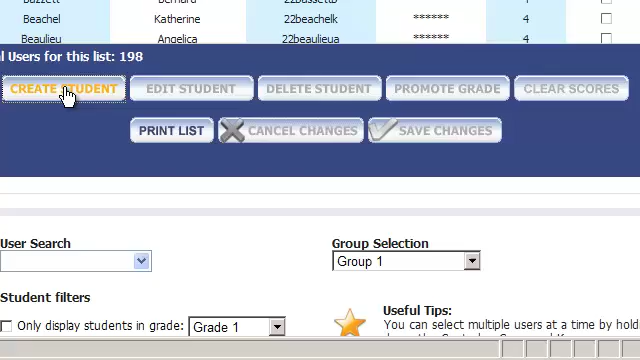 Bazzett Bernard 22bassettb 4
Beachel Katherine 22beachelk ****** 4
Beaulieu Angelica 22beaulieua ****** 4
al Users for this list: 198
CREATE STUDENT EDIT STUDENT DELETE STUDENT PROMOTE GRADE CLEAR SCORES
PRINT LIST CANCEL CHANGES SAVE CHANGES
User Search Group Selection
Group 1
Student filters
Useful Tips:
Only display students in grade: Grade 1
You can select multiple users at a time by holdi